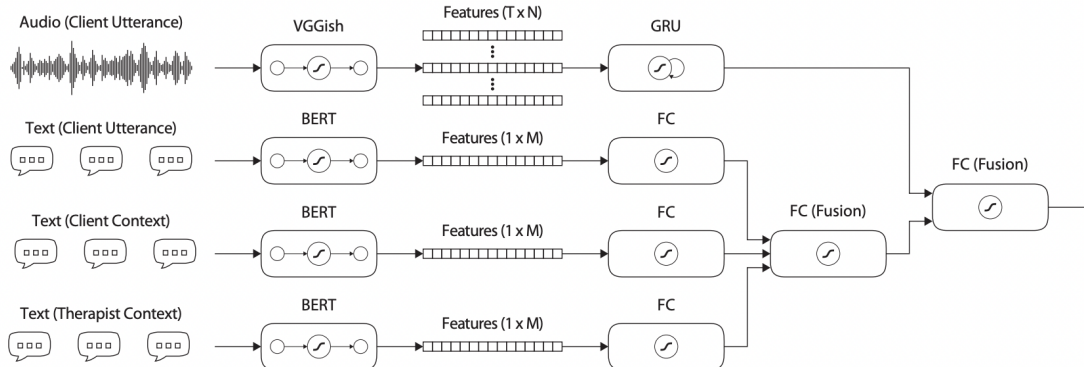 Audio (Client Utterance)
VGGish
Features (T x N)
GRU
Text (Client Utterance)
BERT
Features (1 x M)
FC
FC (Fusion)
Text (Client Context)
BERT
Features (1 x M)
FC
FC (Fusion)
Text (Therapist Context)
BERT
Features (1 x M)
FC